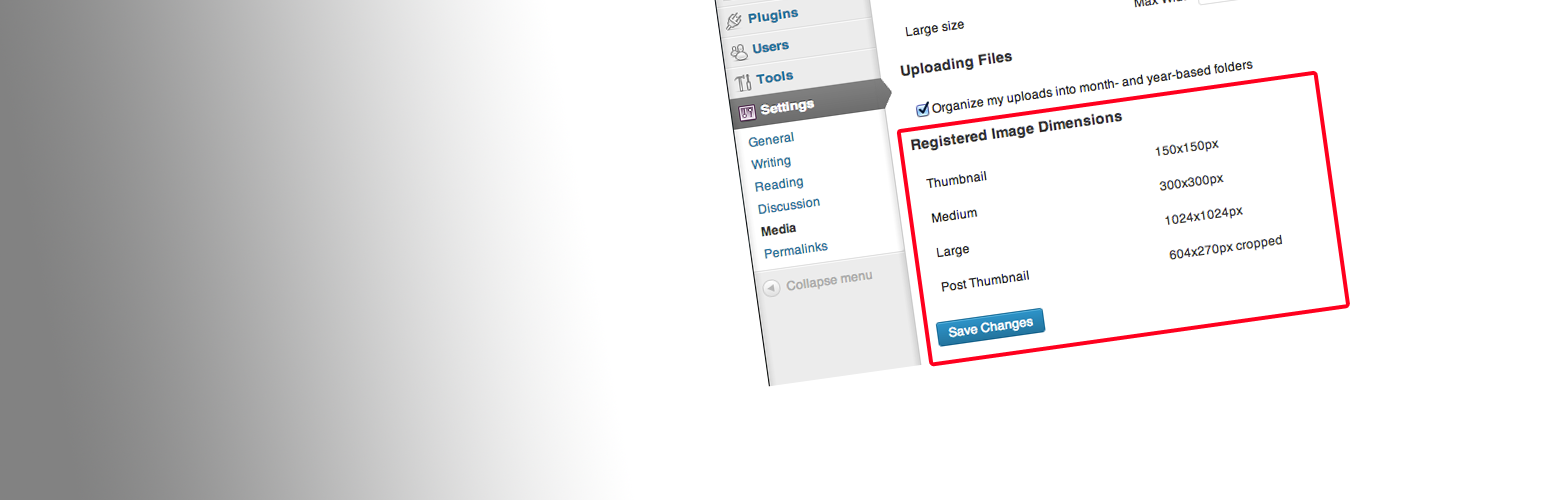 Plugins
Users
Tools
Settings
General
Writing
Reading
Discussion
Media
Permalinks
Collapse menu
Max
Large size
Uploading Files
Organize my uploads into month- and year-based folders
Registered Image Dimensions
Thumbnail 150x150px
Medium 300x300px
Large 1024x1024px
Post Thumbnail 604x270px cropped
Save Changes